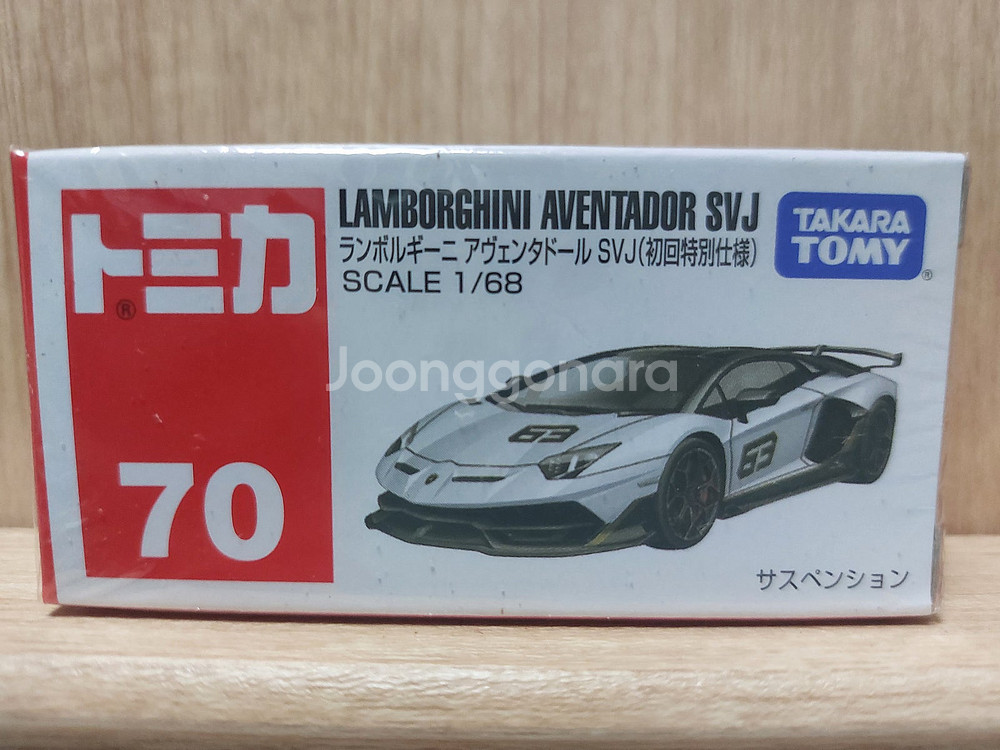 トミカ
®
70
LAMBORGHINI AVENTADOR SVJ
ランボルギーニ アヴェンタドール SVJ(初回特別仕様)
SCALE 1/68
TAKARA
TOMY
®
Joonggonara
63
63
サスペンション